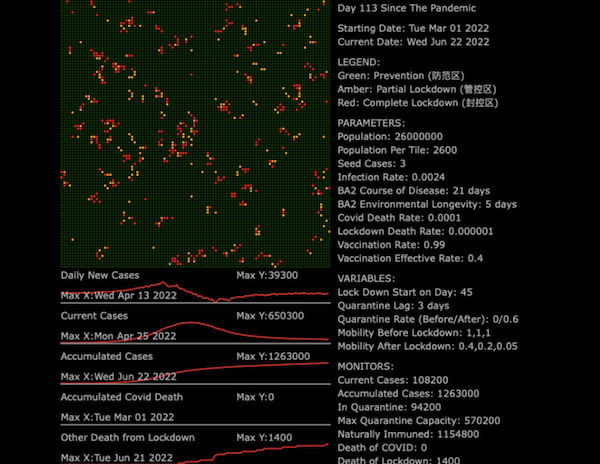 Day 113 Since The Pandemic
Starting Date: Tue Mar 01 2022
Current Date: Wed Jun 22 2022
LEGEND:
Green: Prevention (防范区)
Amber: Partial Lockdown (管控区)
Red: Complete Lockdown (封控区)
PARAMETERS:
Population: 26000000
Population Per Tile: 2600
Seed Cases: 3
Infection Rate: 0.0024
BA2 Course of Disease: 21 days
BA2 Environmental Longevity: 5 days
Covid Death Rate: 0.0001
Lockdown Death Rate: 0.000001
Vaccination Rate: 0.99
Vaccination Effective Rate: 0.4
VARIABLES:
Lock Down Start on Day: 45
Quarantine Lag: 3 days
Quarantine Rate (Before/After): 0/0.6
Mobility Before Lockdown: 1,1,1
Mobility After Lockdown: 0.4,0.2,0.05
MONITORS:
Current Cases: 108200
Accumulated Cases: 1263000
In Quarantine: 94200
Max Quarantine Capacity: 570200
Naturally Immuned: 1154800
Death of COVID: 0
Death of Lockdown: 1400
Daily New Cases Max Y:39300
Max X:Wed Apr 13 2022
Current Cases Max Y:650300
Max X:Mon Apr 25 2022
Accumulated Cases Max Y:1263000
Max X:Wed Jun 22 2022
Accumulated Covid Death Max Y:0
Max X:Tue Mar 01 2022
Other Death from Lockdown Max Y:1400
Max X:Tue Jun 21 2022